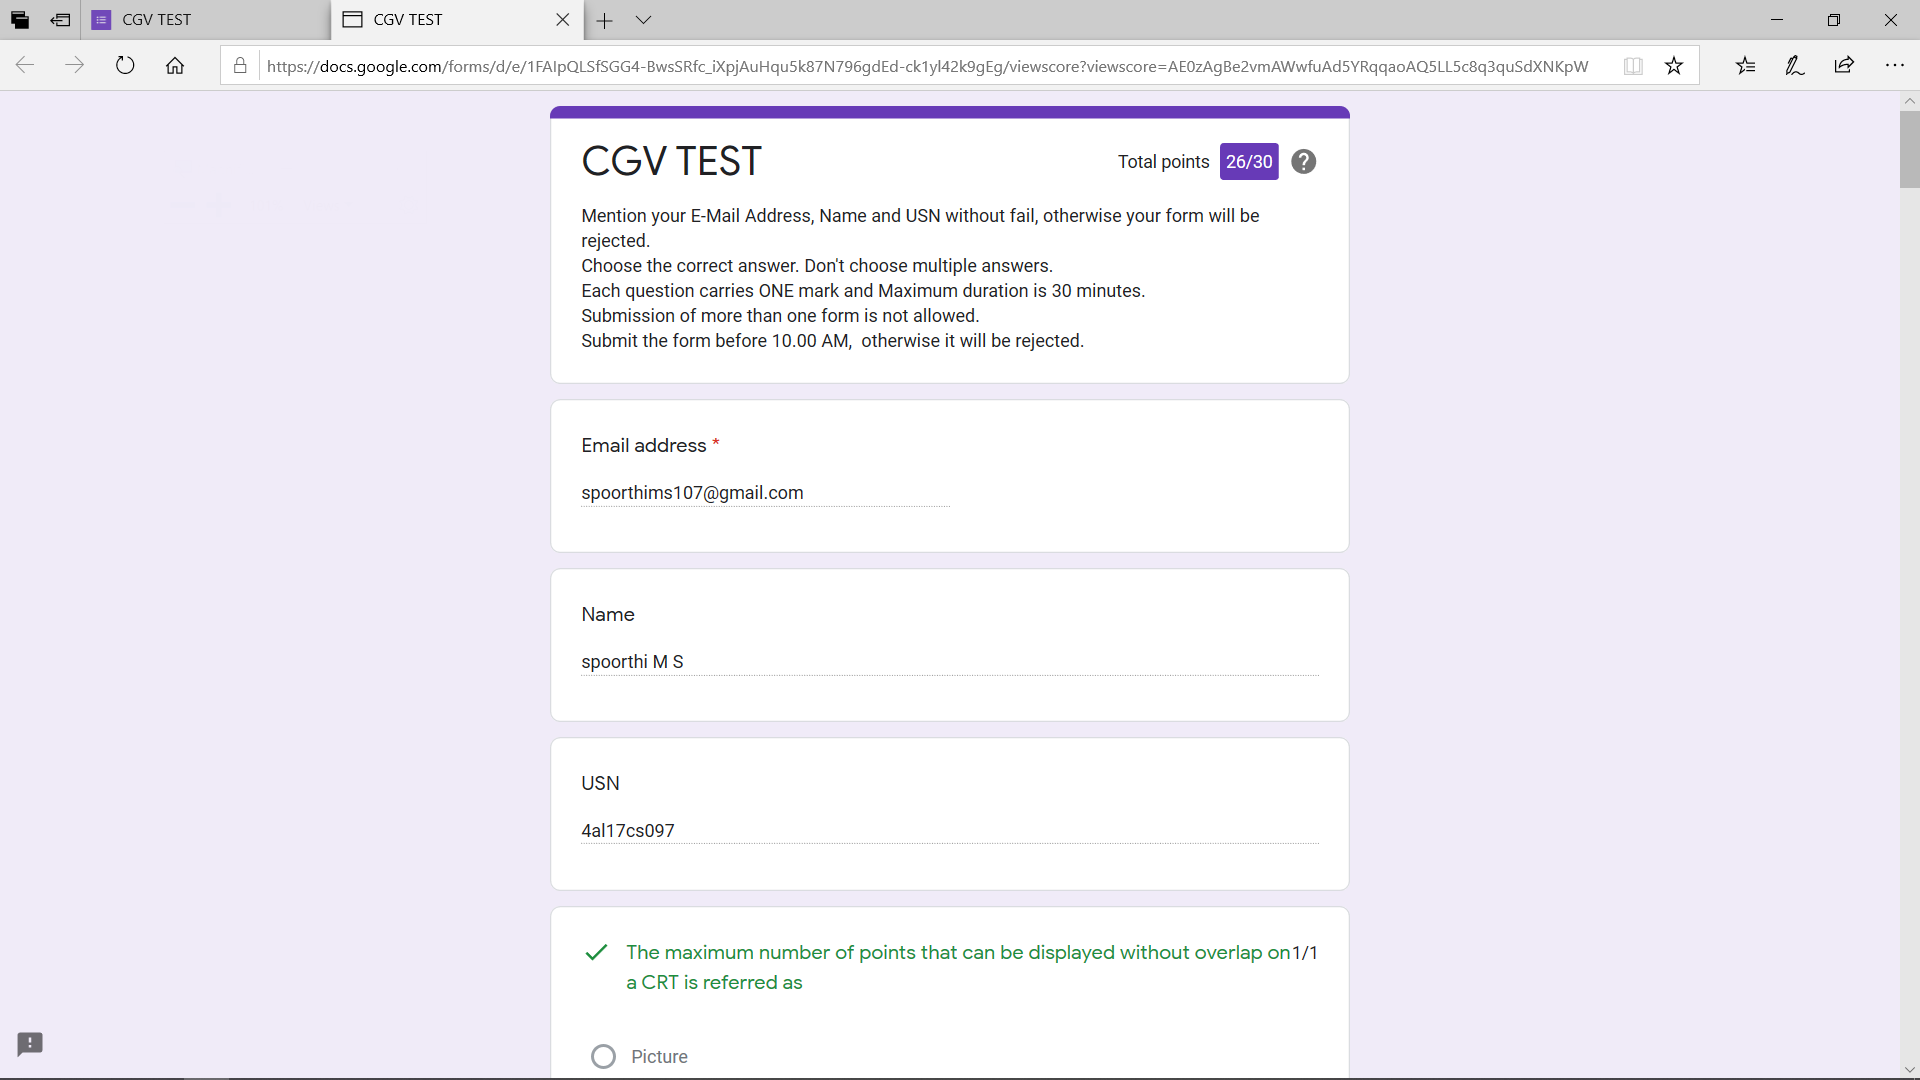 CGV TEST
CGV TEST
https://docs.google.com/forms/d/e/1FAIpQLSfSGG4-BwsSRfc_iXpjAuHqu5k87N796gdEd-ck1yl42k9gEg/viewscore?viewscore=AE0zAgBe2vmAWwfuAd5YRqqaoAQ5LL5c8q3quSdXNKpW
CGV TEST
Total points 26/30
Mention your E-Mail Address, Name and USN without fail, otherwise your form will be
rejected.
Choose the correct answer. Don't choose multiple answers.
Each question carries ONE mark and Maximum duration is 30 minutes.
Submission of more than one form is not allowed.
Submit the form before 10.00 AM,  otherwise it will be rejected.
Email address *
spoorthims107@gmail.com
Name
spoorthi M S
USN
4al17cs097
The maximum number of points that can be displayed without overlap on 1/1
a CRT is referred as
Picture